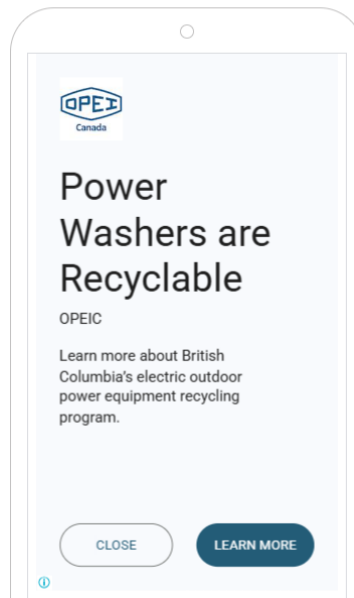 OPEI
Canada
Power
Washers are
Recyclable
OPEIC
Learn more about British
Columbia's electric outdoor
power equipment recycling
program.
CLOSE
LEARN MORE